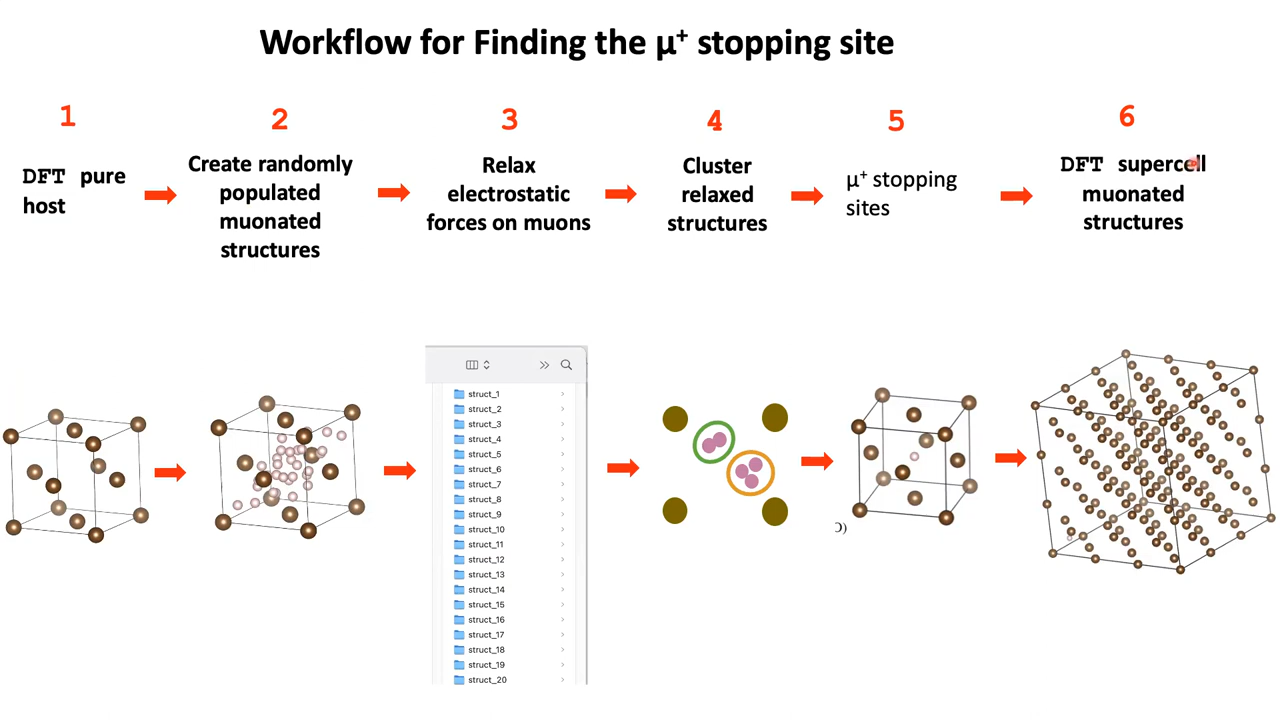 Workflow for Finding the μ⁺ stopping site
1
2
3
4
5
6
DFT pure
host
Create randomly
populated
muonated
structures
Relax
electrostatic
forces on muons
Cluster
relaxed
structures
μ⁺ stopping
sites
DFT supercell
muonated
structures
struct_1
struct_2
struct_3
struct_4
struct_5
struct_6
struct_7
struct_8
struct_9
struct_10
struct_11
struct_12
struct_13
struct_14
struct_15
struct_16
struct_17
struct_18
struct_19
struct_20